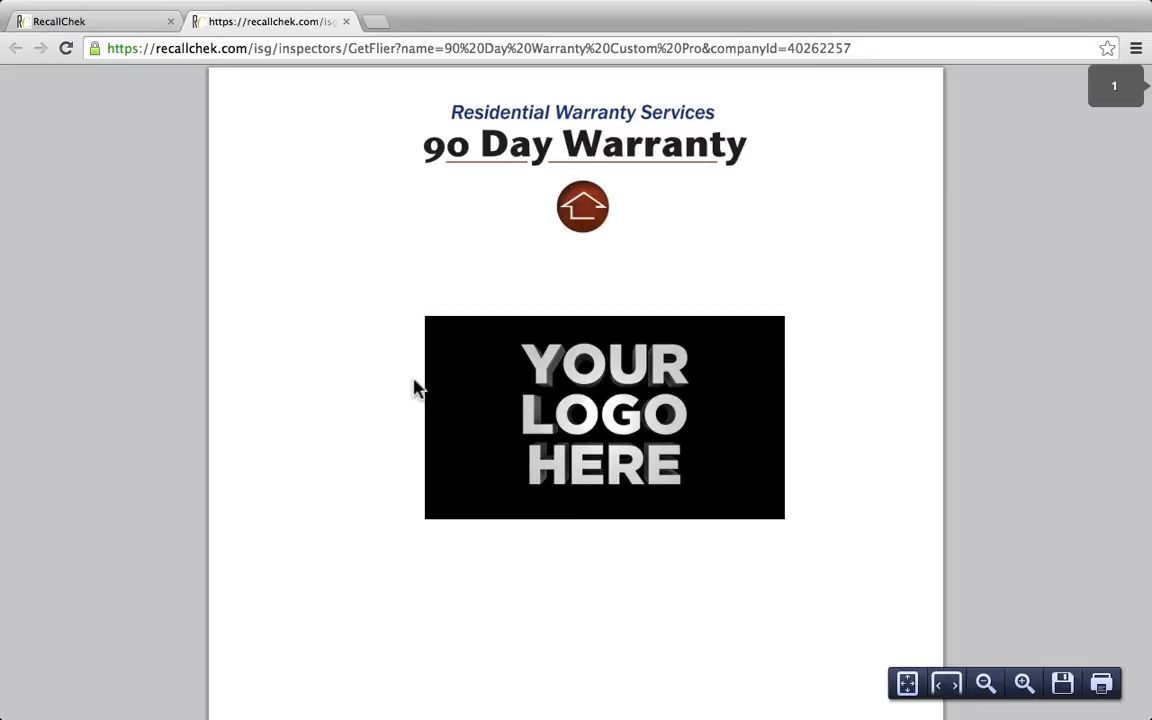 RecallChek
https://recallchek.com/isg
https://recallchek.com/isg/inspectors/GetFlier?name=90%20Day%20Warranty%20Custom%20Pro&companyId=40262257
1
Residential Warranty Services
90 Day Warranty
YOUR
LOGO
HERE